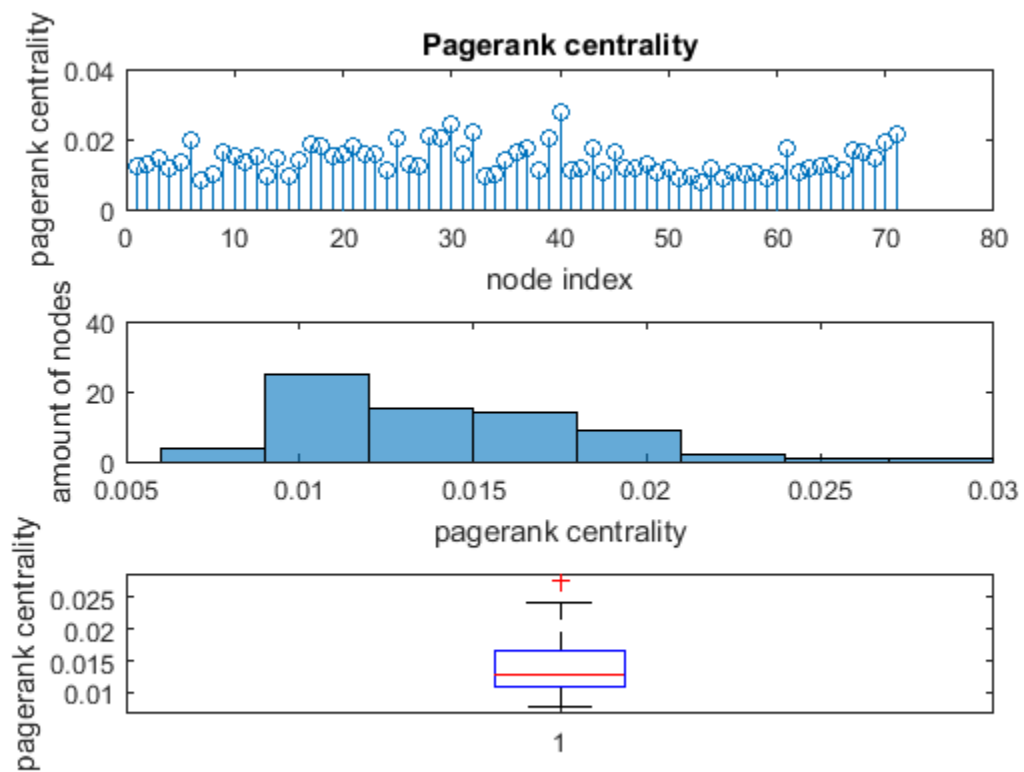 Pagerank centrality
pagerank centrality
0.04
0.02
0
0 10 20 30 40 50 60 70 80
node index
amount of nodes
40
20
0
0.005 0.01 0.015 0.02 0.025 0.03
pagerank centrality
pagerank centrality
0.025
0.02
0.015
0.01
1